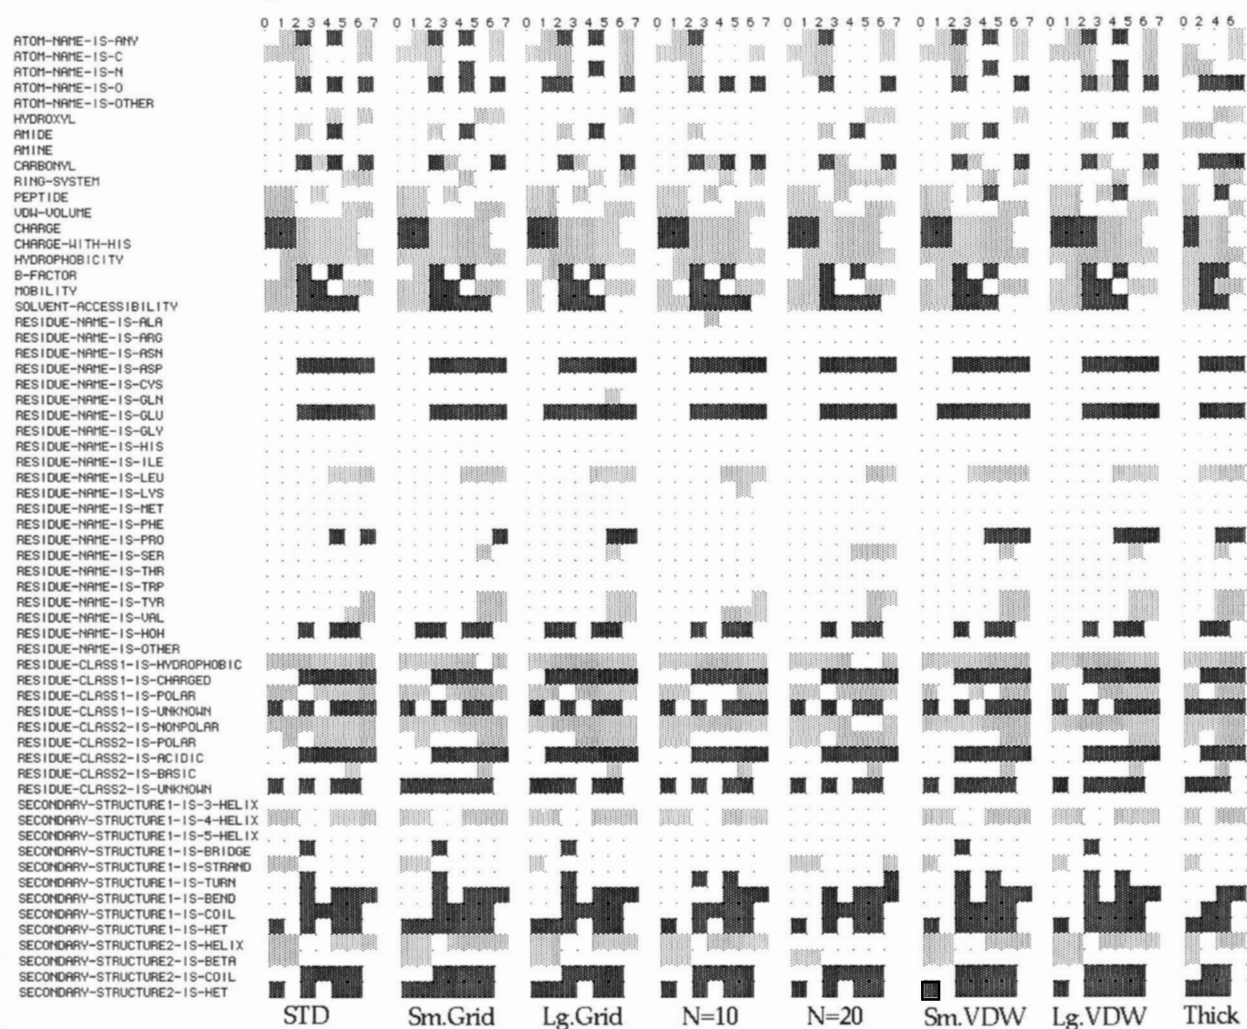 0 1 2 3 4 5 6 7 0 1 2 3 4 5 6 7 0 1 2 3 4 5 6 7 0 1 2 3 4 5 6 7 0 1 2 3 4 5 6 7 0 1 2 3 4 5 6 7 0 1 2 3 4 5 6 7 0 2 4 6
ATOM-NAME-IS-ANY
ATOM-NAME-IS-C
ATOM-NAME-IS-N
ATOM-NAME-IS-O
ATOM-NAME-IS-OTHER
HYDROXYL
AMIDE
AMINE
CARBONYL
RING-SYSTEM
PEPTIDE
VDW-VOLUME
CHARGE
CHARGE-WITH-HIS
HYDROPHOBICITY
B-FACTOR
MOBILITY
SOLVENT-ACCESSIBILITY
RESIDUE-NAME-IS-ALA
RESIDUE-NAME-IS-ARG
RESIDUE-NAME-IS-ASN
RESIDUE-NAME-IS-ASP
RESIDUE-NAME-IS-CYS
RESIDUE-NAME-IS-GLN
RESIDUE-NAME-IS-GLU
RESIDUE-NAME-IS-GLY
RESIDUE-NAME-IS-HIS
RESIDUE-NAME-IS-ILE
RESIDUE-NAME-IS-LEU
RESIDUE-NAME-IS-LYS
RESIDUE-NAME-IS-MET
RESIDUE-NAME-IS-PHE
RESIDUE-NAME-IS-PRO
RESIDUE-NAME-IS-SER
RESIDUE-NAME-IS-THR
RESIDUE-NAME-IS-TRP
RESIDUE-NAME-IS-TYR
RESIDUE-NAME-IS-VAL
RESIDUE-NAME-IS-HOH
RESIDUE-NAME-IS-OTHER
RESIDUE-CLASS1-IS-HYDROPHOBIC
RESIDUE-CLASS1-IS-CHARGED
RESIDUE-CLASS1-IS-POLAR
RESIDUE-CLASS1-IS-UNKNOWN
RESIDUE-CLASS2-IS-NONPOLAR
RESIDUE-CLASS2-IS-POLAR
RESIDUE-CLASS2-IS-ACIDIC
RESIDUE-CLASS2-IS-BASIC
RESIDUE-CLASS2-IS-UNKNOWN
SECONDARY-STRUCTURE1-IS-3-HELIX
SECONDARY-STRUCTURE1-IS-4-HELIX
SECONDARY-STRUCTURE1-IS-5-HELIX
SECONDARY-STRUCTURE1-IS-BRIDGE
SECONDARY-STRUCTURE1-IS-STRAND
SECONDARY-STRUCTURE1-IS-TURN
SECONDARY-STRUCTURE1-IS-BEND
SECONDARY-STRUCTURE1-IS-COIL
SECONDARY-STRUCTURE1-IS-HET
SECONDARY-STRUCTURE2-IS-HELIX
SECONDARY-STRUCTURE2-IS-BETA
SECONDARY-STRUCTURE2-IS-COIL
SECONDARY-STRUCTURE2-IS-HET
STD Sm.Grid Lg.Grid N=10 N=20 Sm.VDW Lg.VDW Thick